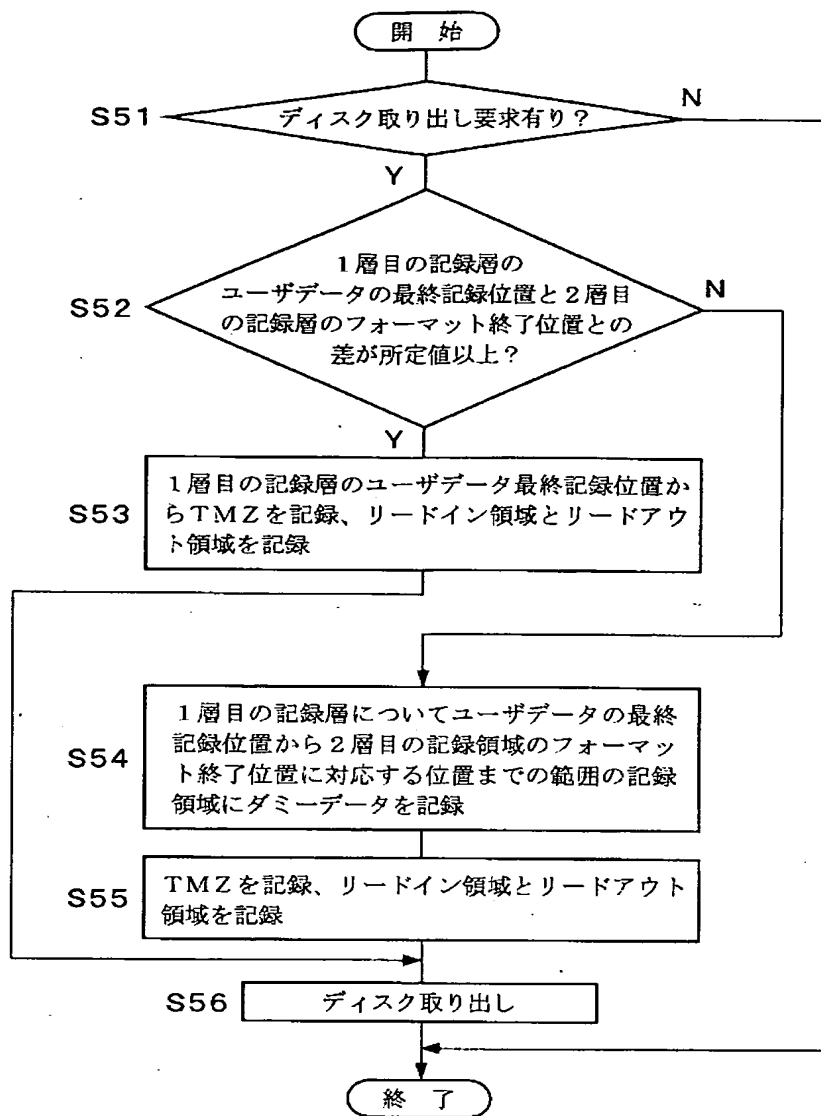 開 始
S51
ディスク取り出し要求有り？
N
Y
S52
１層目の記録層の
ユーザデータの最終記録位置と２層目
の記録層のフォーマット終了位置との
差が所定値以上？
N
Y
S53
１層目の記録層のユーザデータ最終記録位置か
らＴＭＺを記録、リードイン領域とリードアウ
ト領域を記録
S54
１層目の記録層についてユーザデータの最終
記録位置から２層目の記録領域のフォーマッ
ト終了位置に対応する位置までの範囲の記録
領域にダミーデータを記録
S55
ＴＭＺを記録、リードイン領域とリードアウト
領域を記録
S56
ディスク取り出し
終 了